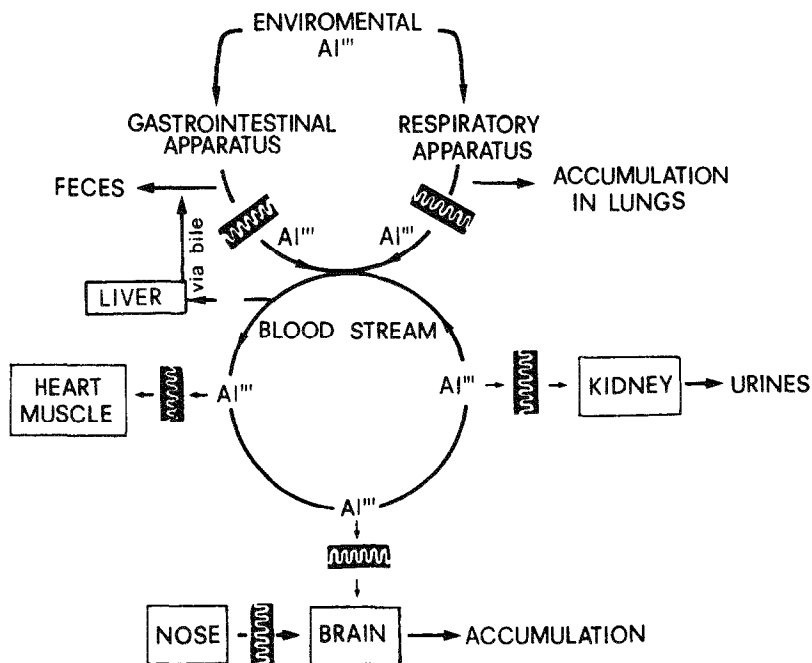 ENVIROMENTAL
Al'''
GASTROINTESTINAL
APPARATUS
RESPIRATORY
APPARATUS
FECES
ACCUMULATION
IN LUNGS
Al'''
Al'''
via bile
LIVER
BLOOD STREAM
HEART
MUSCLE
Al'''
Al'''
KIDNEY
URINES
Al'''
NOSE
BRAIN
ACCUMULATION